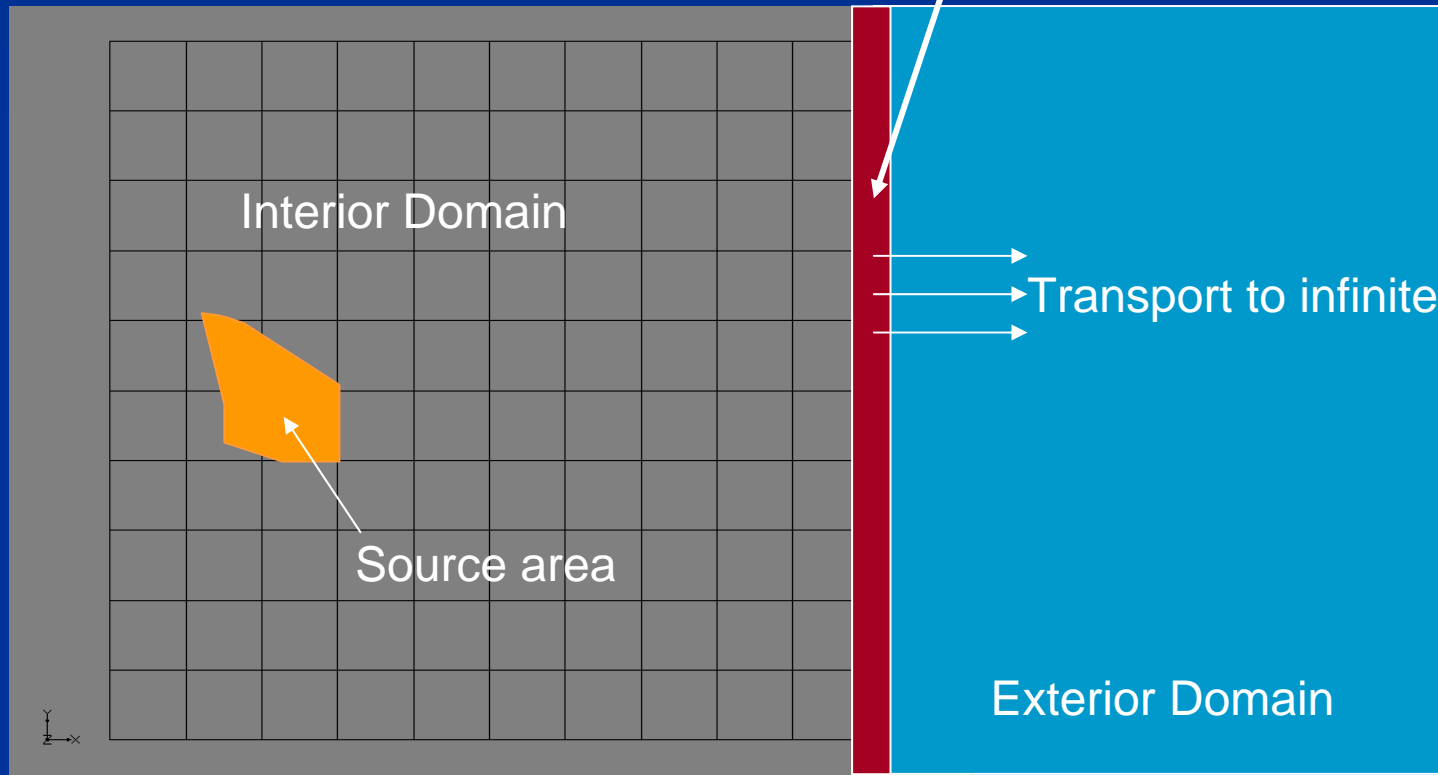 Interior Domain
Transport to infinite
Source area
Exterior Domain
Y
Z
X